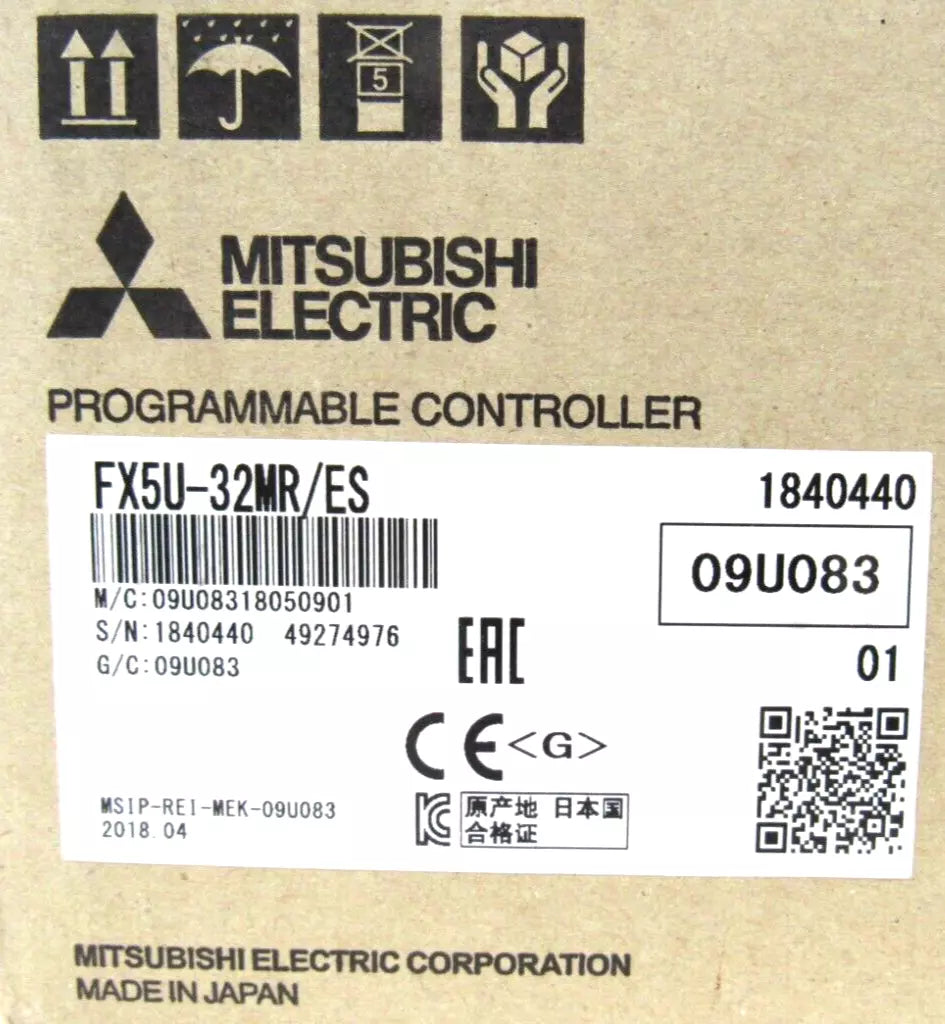 5
MITSUBISHI
ELECTRIC
PROGRAMMABLE CONTROLLER
FX5U-32MR/ES
1840440
M/C:09U08318050901
09U083
S/N:1840440 49274976
G/C:09U083
EAC
01
CE <G>
MSIP-REI-MEK-09U083
2018.04
KC
原产地 日本国
合格证
MITSUBISHI ELECTRIC CORPORATION
MADE IN JAPAN